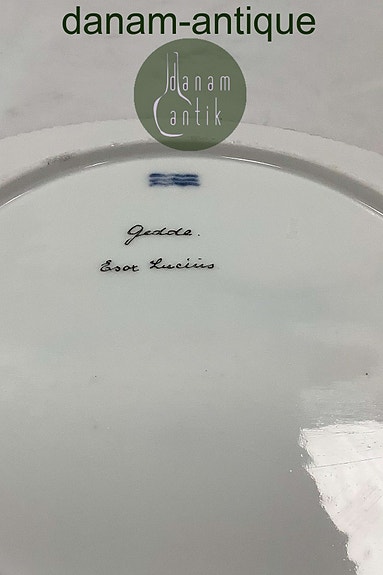 danam-antique
danam
antik
Gedde.
Esox Lucius